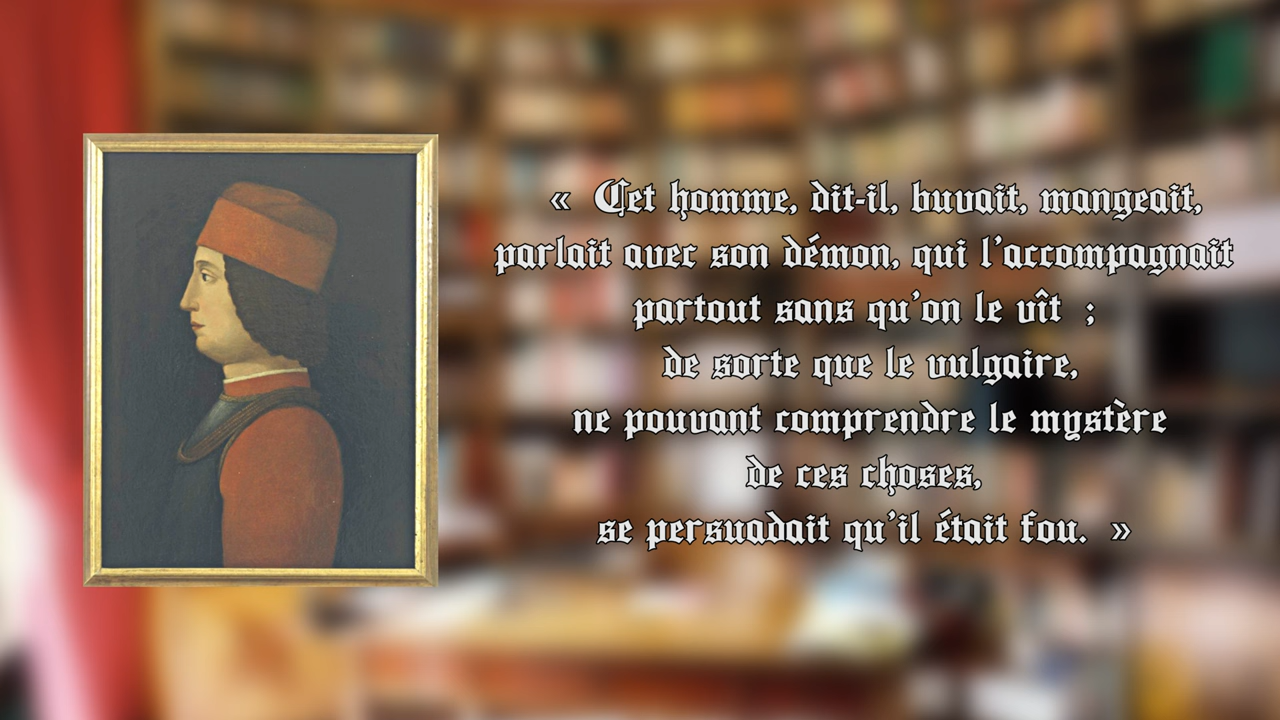 «  Cet homme, dit-il, buvait, mangeait,
parlait avec son démon, qui l'accompagnait
partout sans qu'on le vît  ;
de sorte que le vulgaire,
ne pouvant comprendre le mystère
de ces choses,
se persuadait qu'il était fou.  »